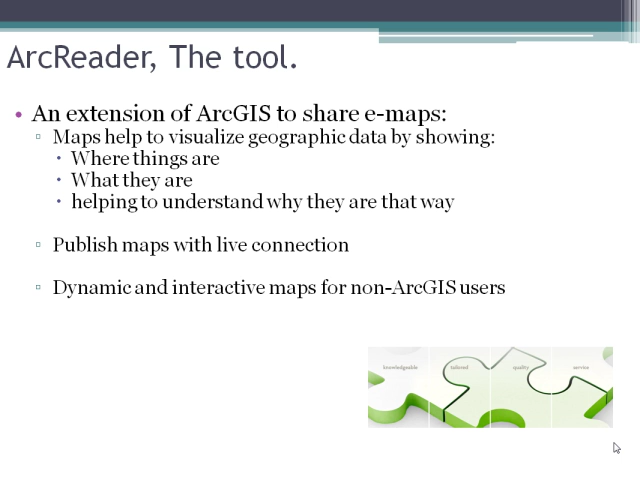 ArcReader, The tool.
• An extension of ArcGIS to share e-maps:
▫ Maps help to visualize geographic data by showing:
▪ Where things are
▪ What they are
▪ helping to understand why they are that way
▫ Publish maps with live connection
▫ Dynamic and interactive maps for non-ArcGIS users
knowledgeable tailored quality service